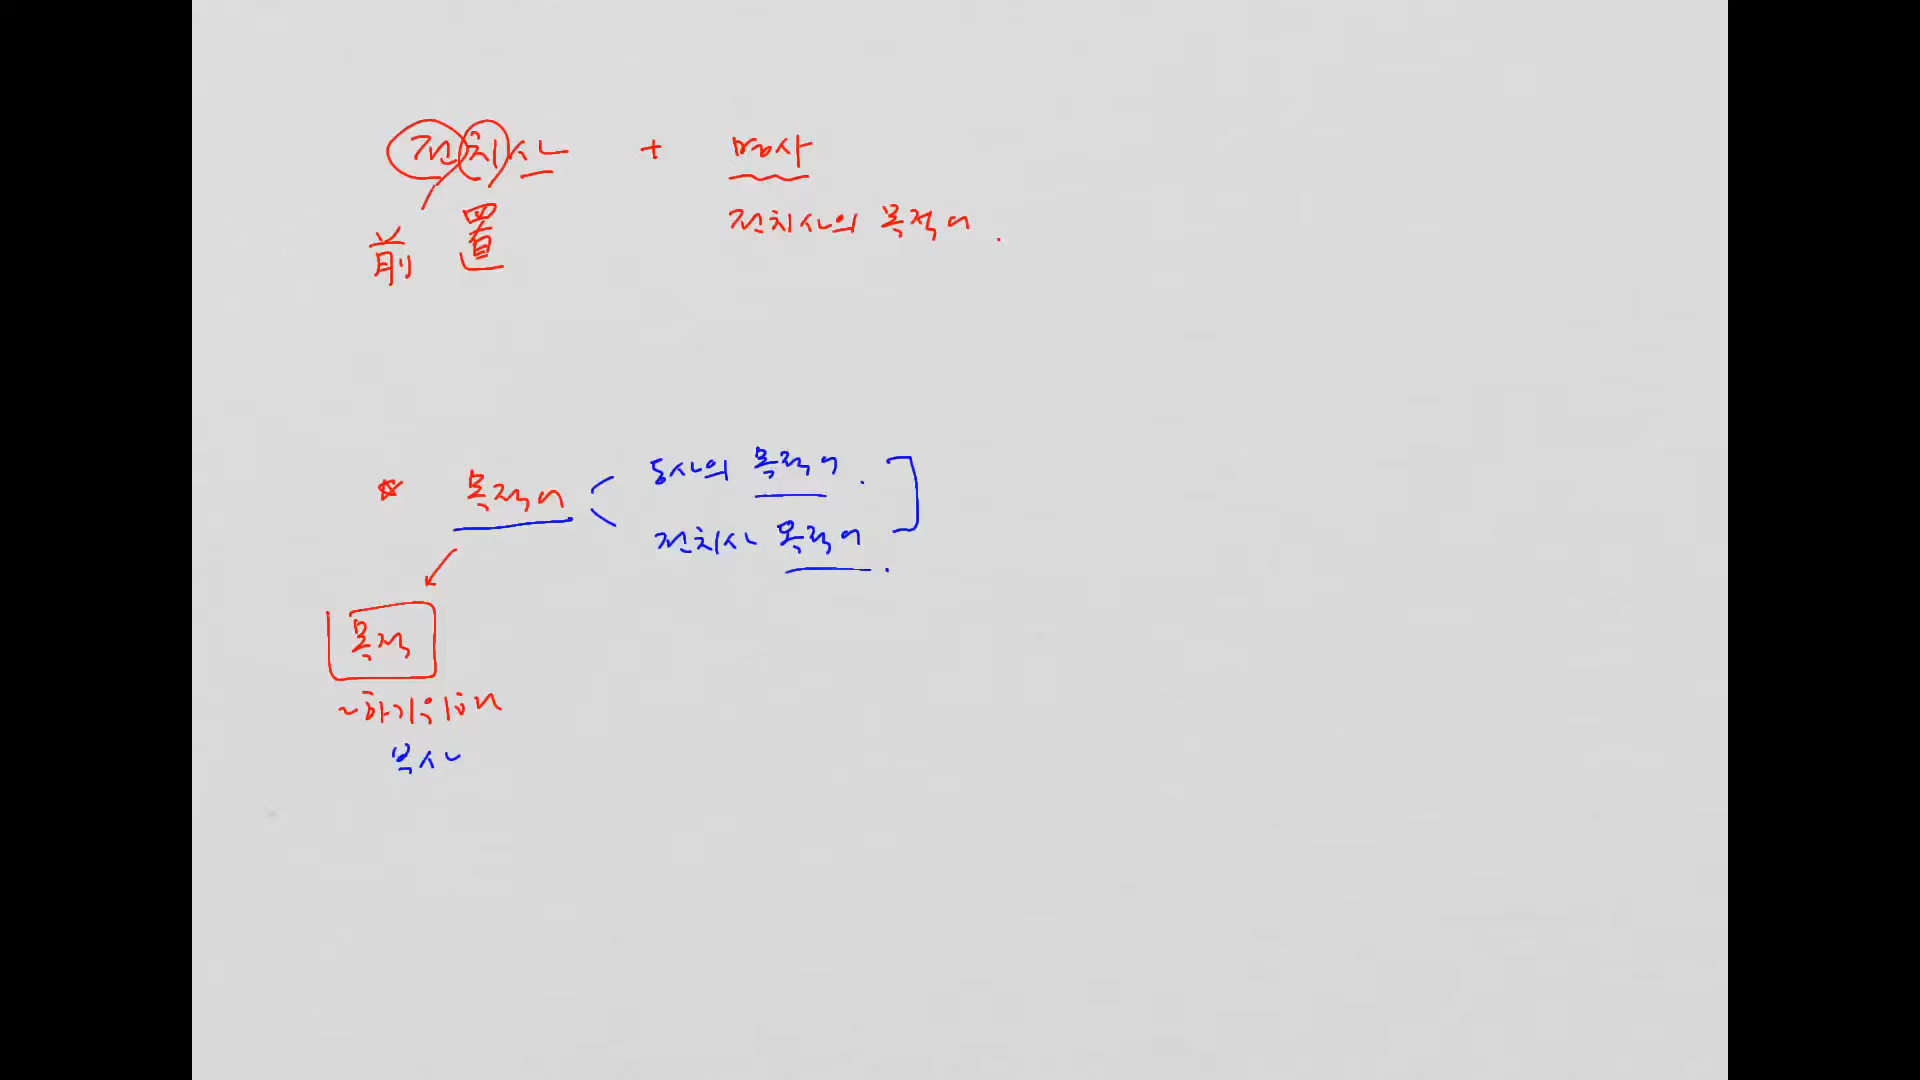 전치사 + 명사
前 置
전치사의 목적어.
☆ 목적어 < 동사의 목적어.
전치사 목적어.
목적
~하기 위해
부사